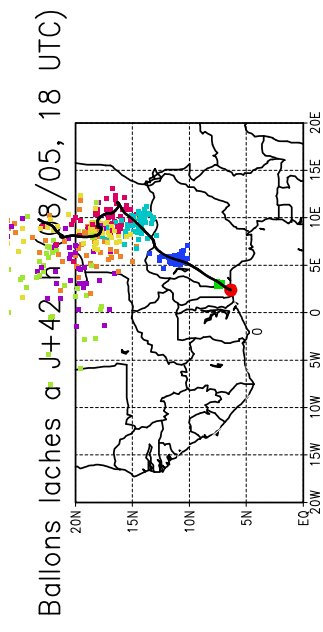 Ballons laches a J+42h 08/05, 18 UTC)
20N
15N
10N
5N
EQ
20W
15W
10W
5W
0
5E
10E
15E
20E
0